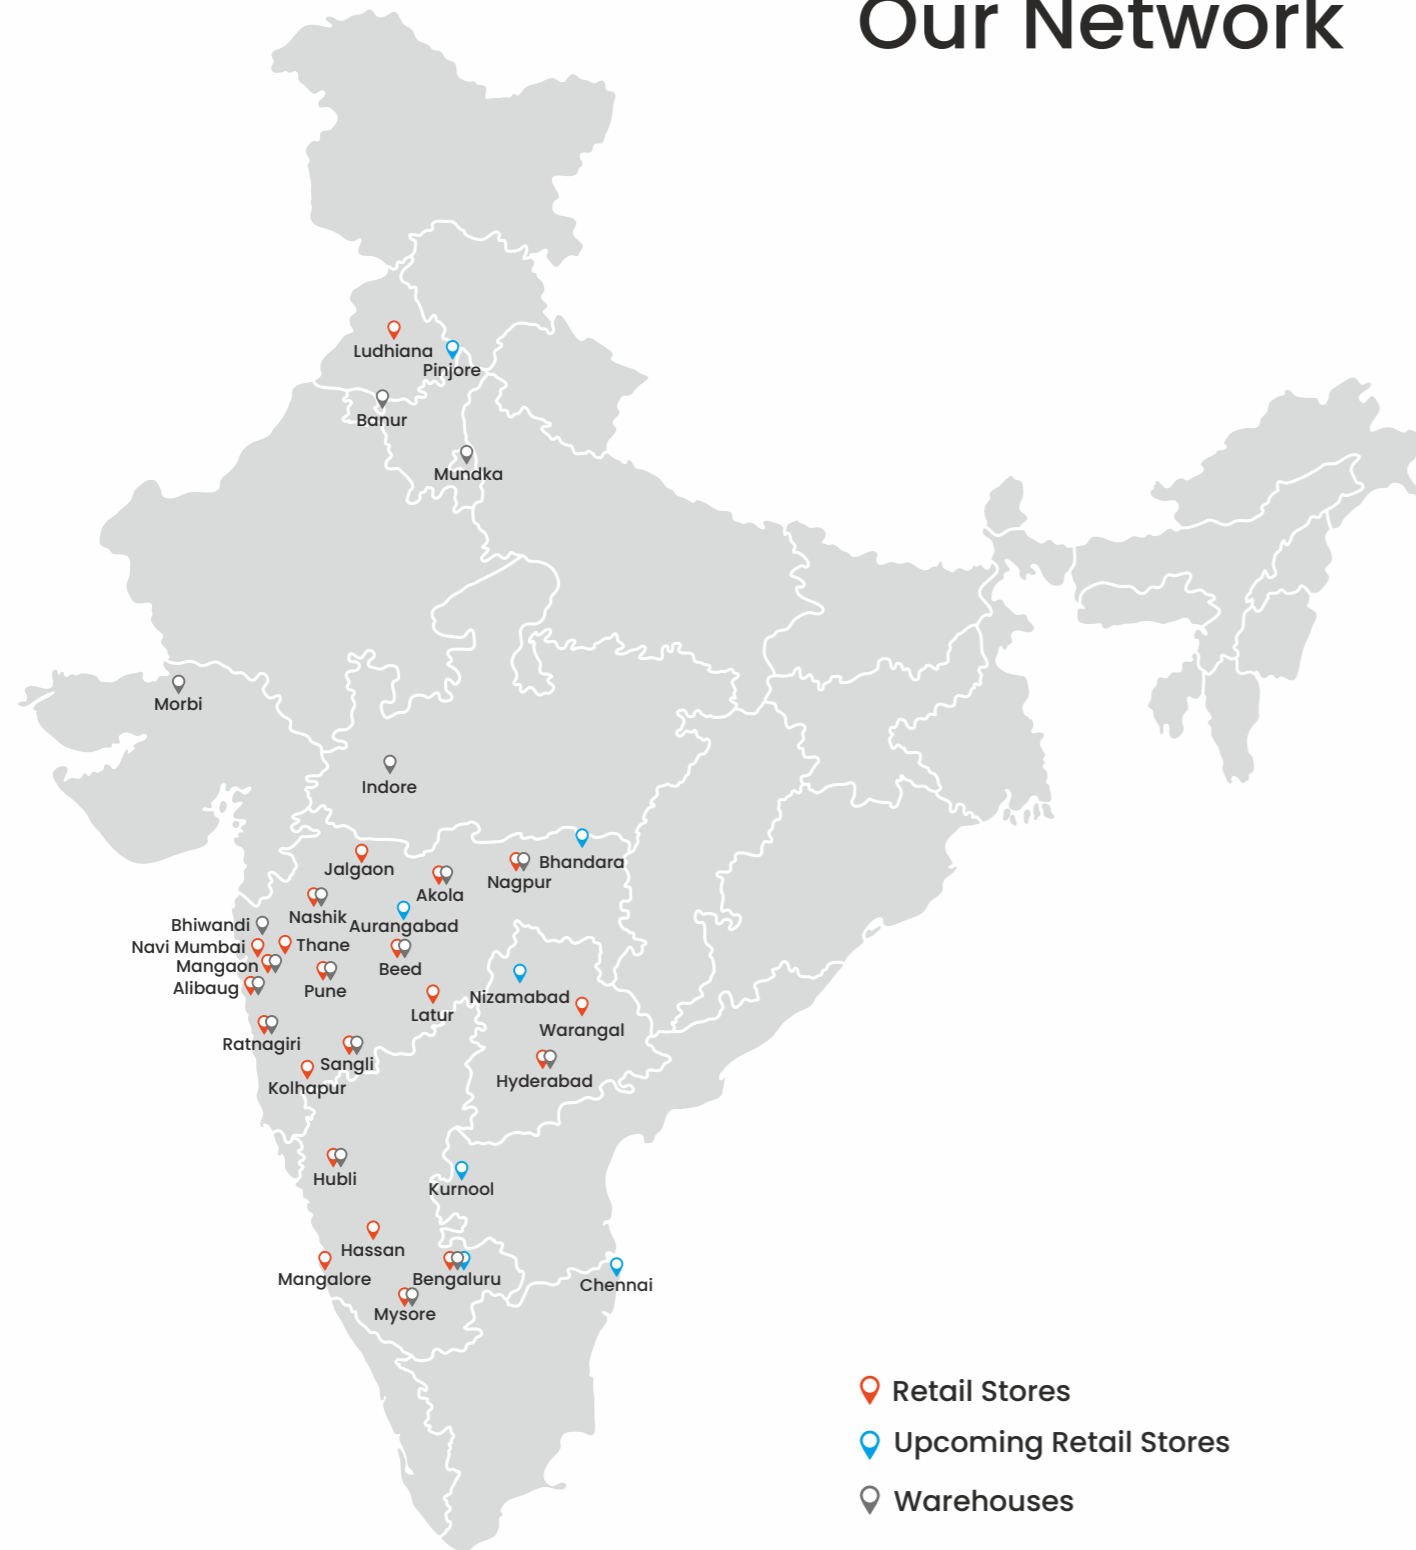 Our Network
Ludhiana
Pinjore
Banur
Mundka
Morbi
Indore
Jalgaon
Bhandara
Nagpur
Akola
Nashik
Aurangabad
Bhiwandi
Navi Mumbai
Thane
Mangaon
Beed
Alibaug
Pune
Nizamabad
Latur
Warangal
Ratnagiri
Sangli
Hyderabad
Kolhapur
Hubli
Kurnool
Hassan
Mangalore
Bengaluru
Chennai
Mysore
Retail Stores
Upcoming Retail Stores
Warehouses